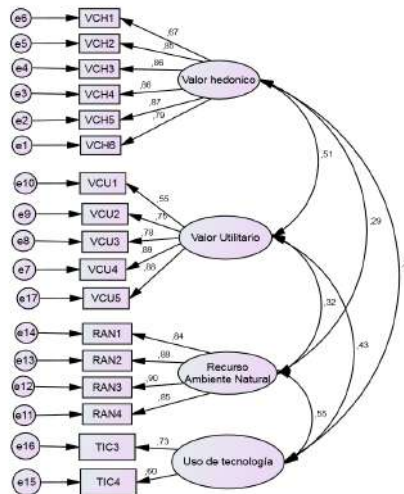 e6 VCH1 ,67
e5 VCH2 ,85
e4 VCH3 ,86
e3 VCH4 ,86
e2 VCH5 ,87
e1 VCH6 ,79
Valor hedonico
,51
,29
e10 VCU1 ,55
e9 VCU2 ,75
e8 VCU3 ,78
e7 VCU4 ,88
e17 VCU5 ,86
Valor Utilitario
,32
,43
e14 RAN1 ,84
e13 RAN2 ,88
e12 RAN3 ,90
e11 RAN4 ,85
Recurso
Ambiente Natural
,55
e16 TIC3 ,73
e15 TIC4 ,60
Uso de tecnología